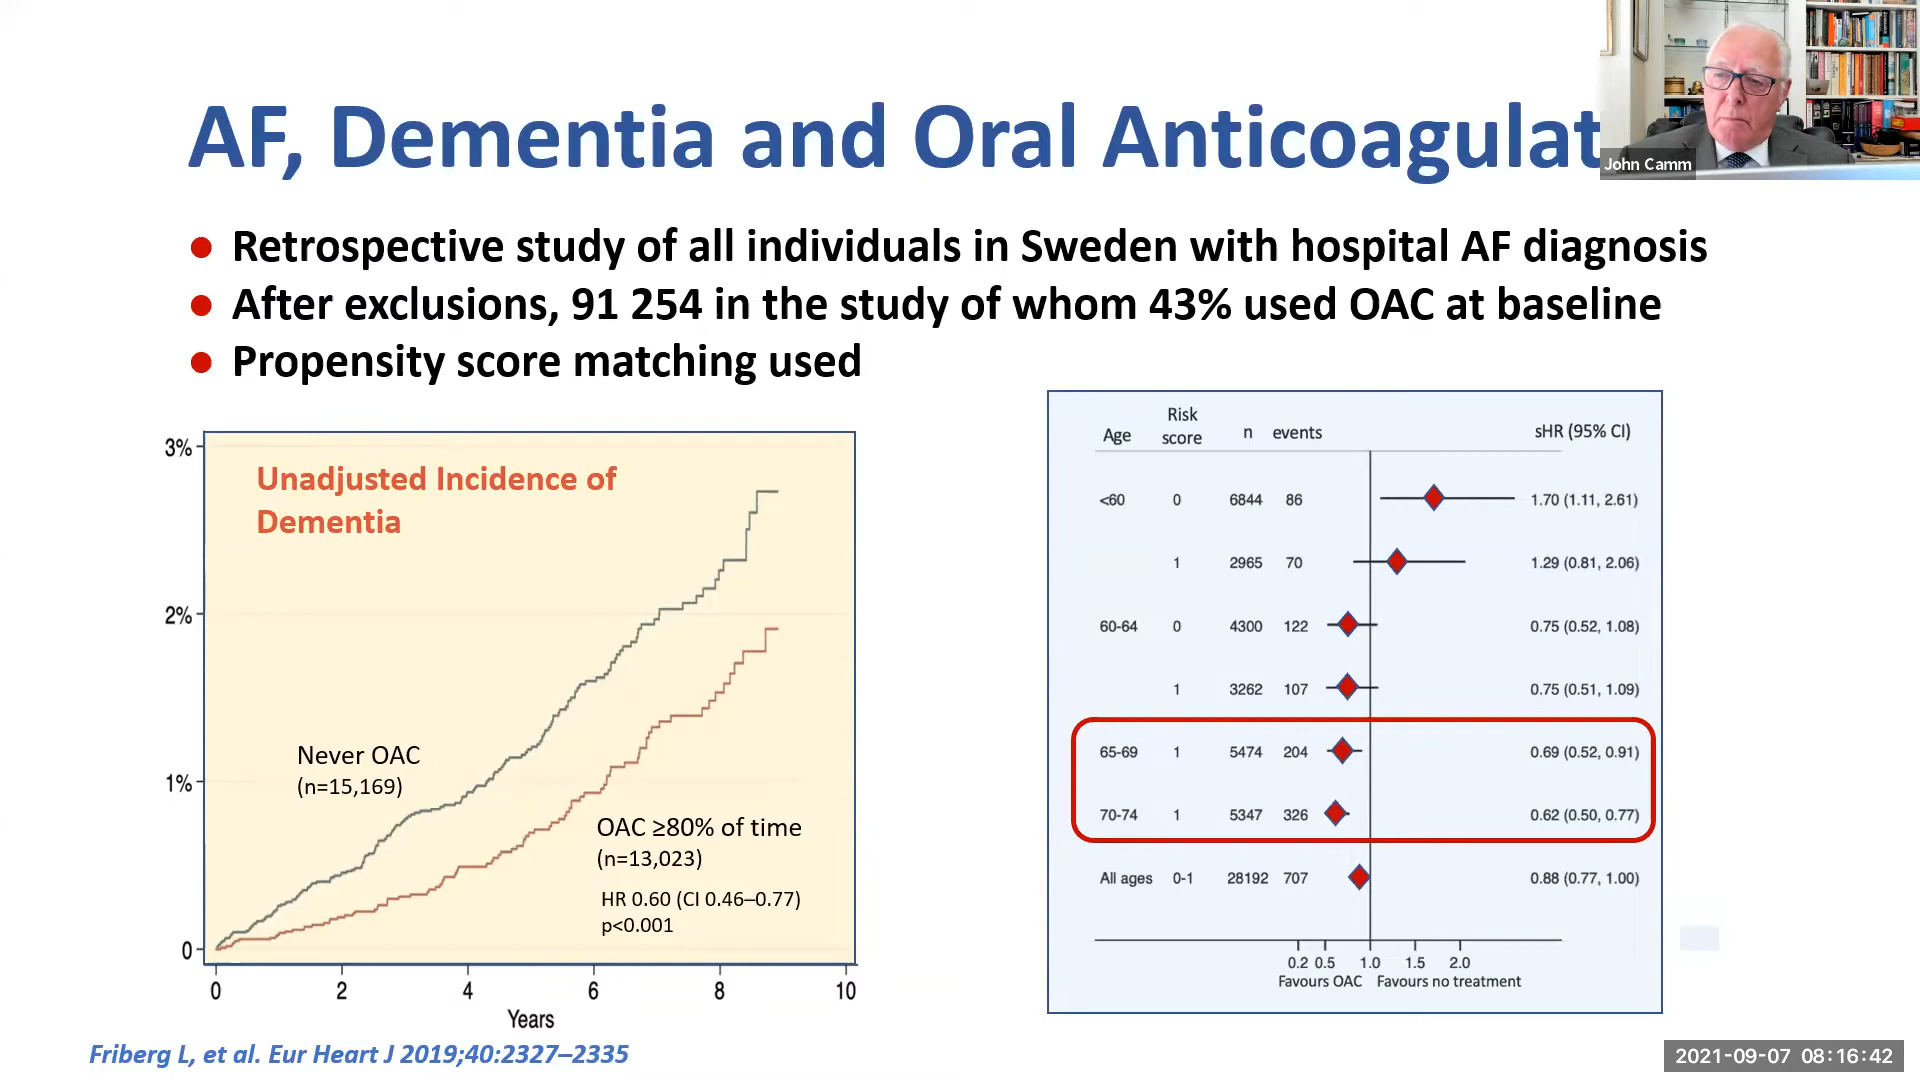 AF, Dementia and Oral Anticoagulat
John Camm
● Retrospective study of all individuals in Sweden with hospital AF diagnosis
● After exclusions, 91 254 in the study of whom 43% used OAC at baseline
● Propensity score matching used
3%
2%
1%
0
Unadjusted Incidence of
Dementia
Never OAC
(n=15,169)
OAC ≥80% of time
(n=13,023)
HR 0.60 (CI 0.46–0.77)
p<0.001
0 2 4 6 8 10
Years
Age Risk score n events sHR (95% CI)
<60 0 6844 86 1.70 (1.11, 2.61)
1 2965 70 1.29 (0.81, 2.06)
60-64 0 4300 122 0.75 (0.52, 1.08)
1 3262 107 0.75 (0.51, 1.09)
65-69 1 5474 204 0.69 (0.52, 0.91)
70-74 1 5347 326 0.62 (0.50, 0.77)
All ages 0-1 28192 707 0.88 (0.77, 1.00)
0.2 0.5 1.0 1.5 2.0
Favours OAC Favours no treatment
Friberg L, et al. Eur Heart J 2019;40:2327–2335
2021-09-07 08:16:42